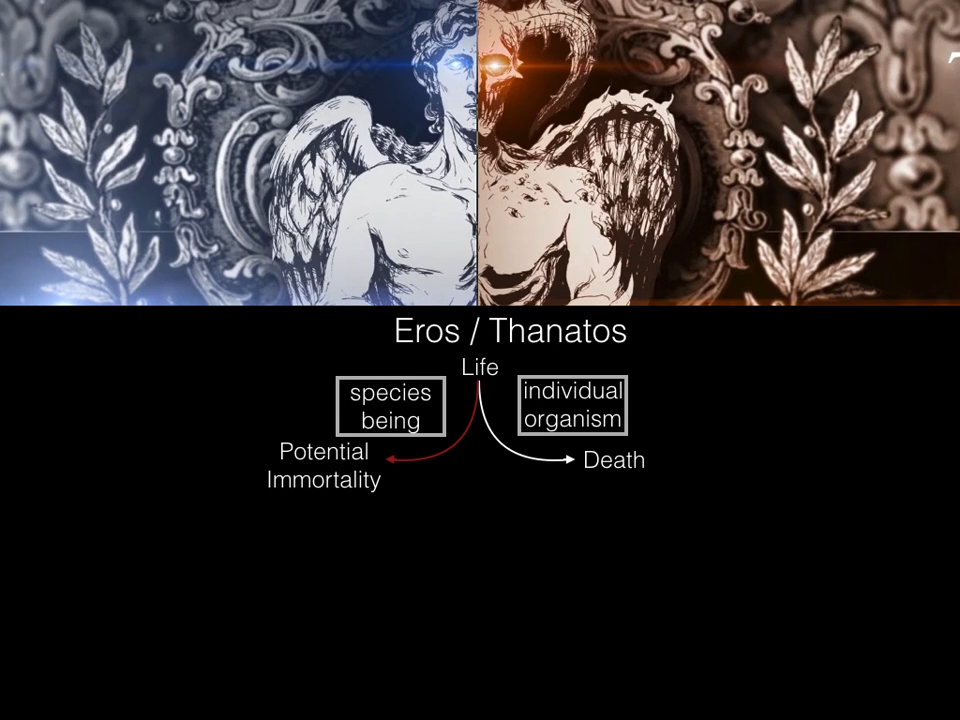 Eros / Thanatos
Life
species
being
individual
organism
Potential
Immortality
Death